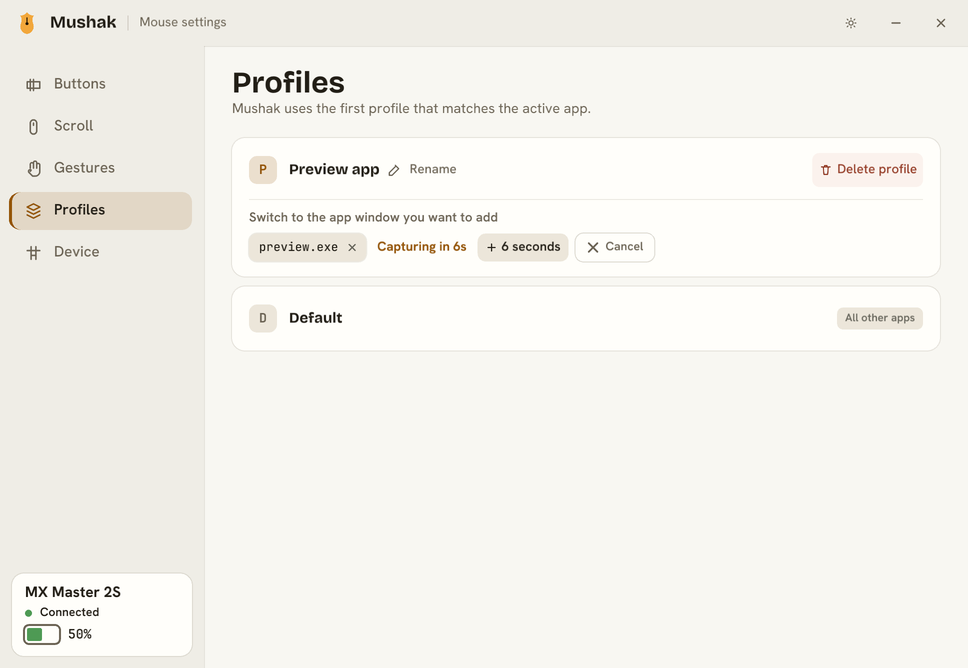 Mushak
Mouse settings
Buttons
Scroll
Gestures
Profiles
Device
MX Master 2S
Connected
50%
Profiles
Mushak uses the first profile that matches the active app.
P Preview app Rename Delete profile
Switch to the app window you want to add
preview.exe × Capturing in 6s + 6 seconds Cancel
D Default All other apps